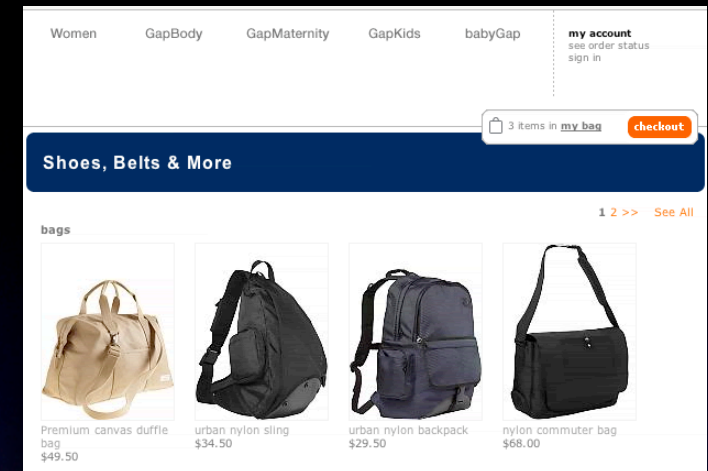 Women GapBody GapMaternity GapKids babyGap
my account
see order status
sign in
3 items in my bag checkout
Shoes, Belts & More
1 2 >> See All
bags
Premium canvas duffle bag
$49.50
urban nylon sling
$34.50
urban nylon backpack
$29.50
nylon commuter bag
$68.00